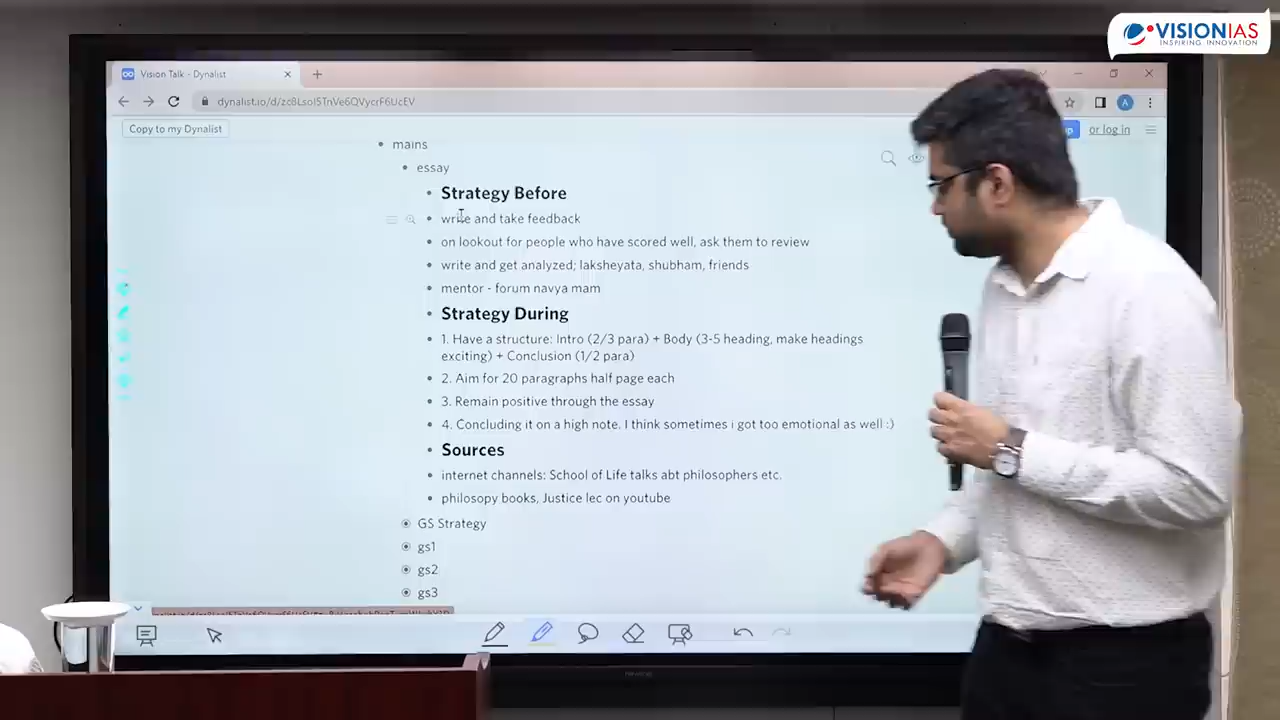 VISIONIAS
INSPIRING INNOVATION
Vision Talk - Dynalist
dynalist.io/d/zc8LsoI5TnVe6QVycrF6UcEV
A
Copy to my Dynalist
or log in
mains
essay
Strategy Before
write and take feedback
on lookout for people who have scored well, ask them to review
write and get analyzed; laksheyata, shubham, friends
mentor - forum navya mam
Strategy During
1. Have a structure: Intro (2/3 para) + Body (3-5 heading, make headings
exciting) + Conclusion (1/2 para)
2. Aim for 20 paragraphs half page each
3. Remain positive through the essay
4. Concluding it on a high note. I think sometimes i got too emotional as well :)
Sources
internet channels: School of Life talks abt philosophers etc.
philosopy books, Justice lec on youtube
GS Strategy
gs1
gs2
gs3